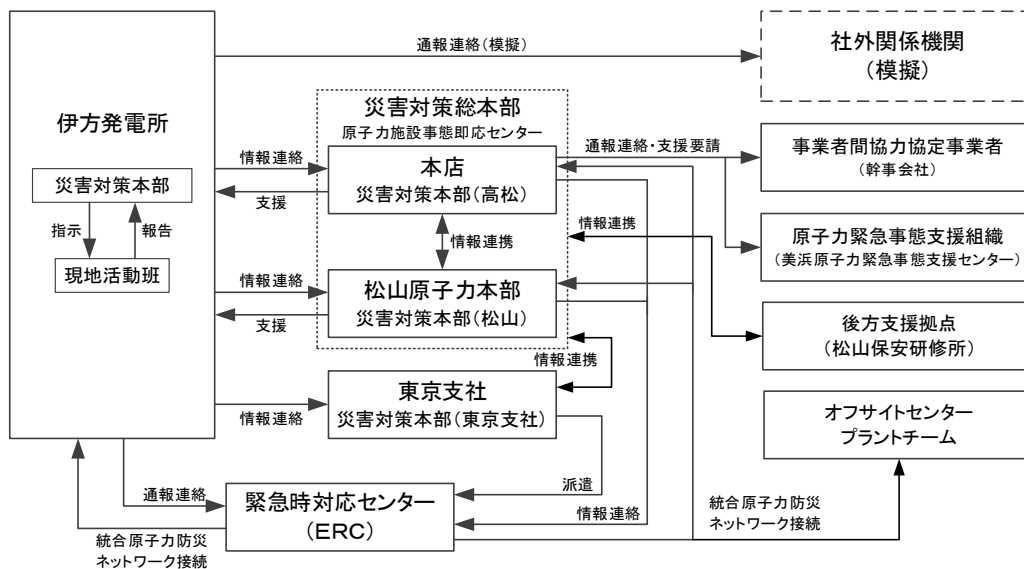 通報連絡(模擬)
社外関係機関
(模擬)
伊方発電所
災害対策本部
指示
報告
現地活動班
災害対策総本部
原子力施設事態即応センター
情報連絡
本店
災害対策本部(高松)
支援
通報連絡・支援要請
事業者間協力協定事業者
(幹事会社)
情報連携
情報連携
原子力緊急事態支援組織
(美浜原子力緊急事態支援センター)
情報連絡
松山原子力本部
災害対策本部(松山)
支援
後方支援拠点
(松山保安研修所)
情報連携
東京支社
災害対策本部(東京支社)
情報連絡
オフサイトセンター
プラントチーム
通報連絡
緊急時対応センター
(ERC)
派遣
情報連絡
統合原子力防災
ネットワーク接続
統合原子力防災
ネットワーク接続